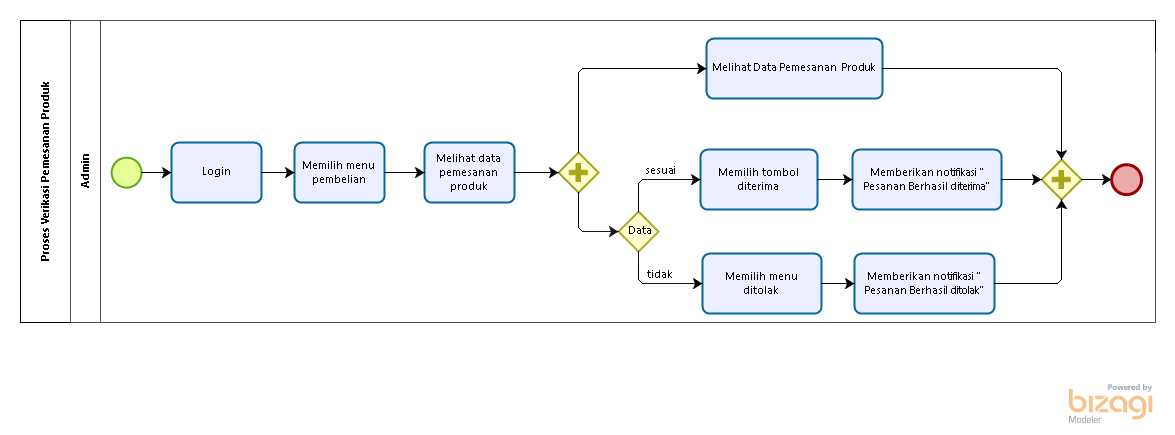 Proses Verikasi Pemesanan Produk
Admin
Login
Memilih menu
pembelian
Melihat data
pemesanan
produk
Melihat Data Pemesanan Produk
sesuai
Memilih tombol
diterima
Memberikan notifikasi "
Pesanan Berhasil diterima"
Data
tidak
Memilih menu
ditolak
Memberikan notifikasi "
Pesanan Berhasil ditolak"
Powered by
bizagi
Modeler